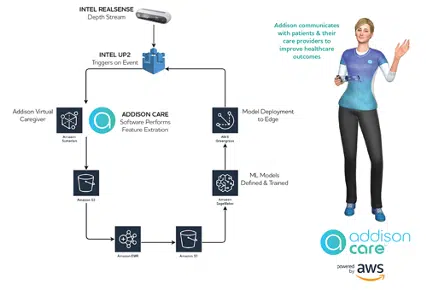 INTEL REALSENSE
Depth Stream
Addison communicates
with patients & their
care providers to
improve healthcare
outcomes
INTEL UP2
Triggers on Event
Addison Virtual
Caregiver
ADDISON CARE
Software Performs
Feature Extration
Model Deployment
to Edge
Amazon Sumerian
AWS Greengrass
ML Models
Defined & Trained
Amazon S3
Amazon SageMaker
Amazon EMR
Amazon S3
addison
care
powered
by aws